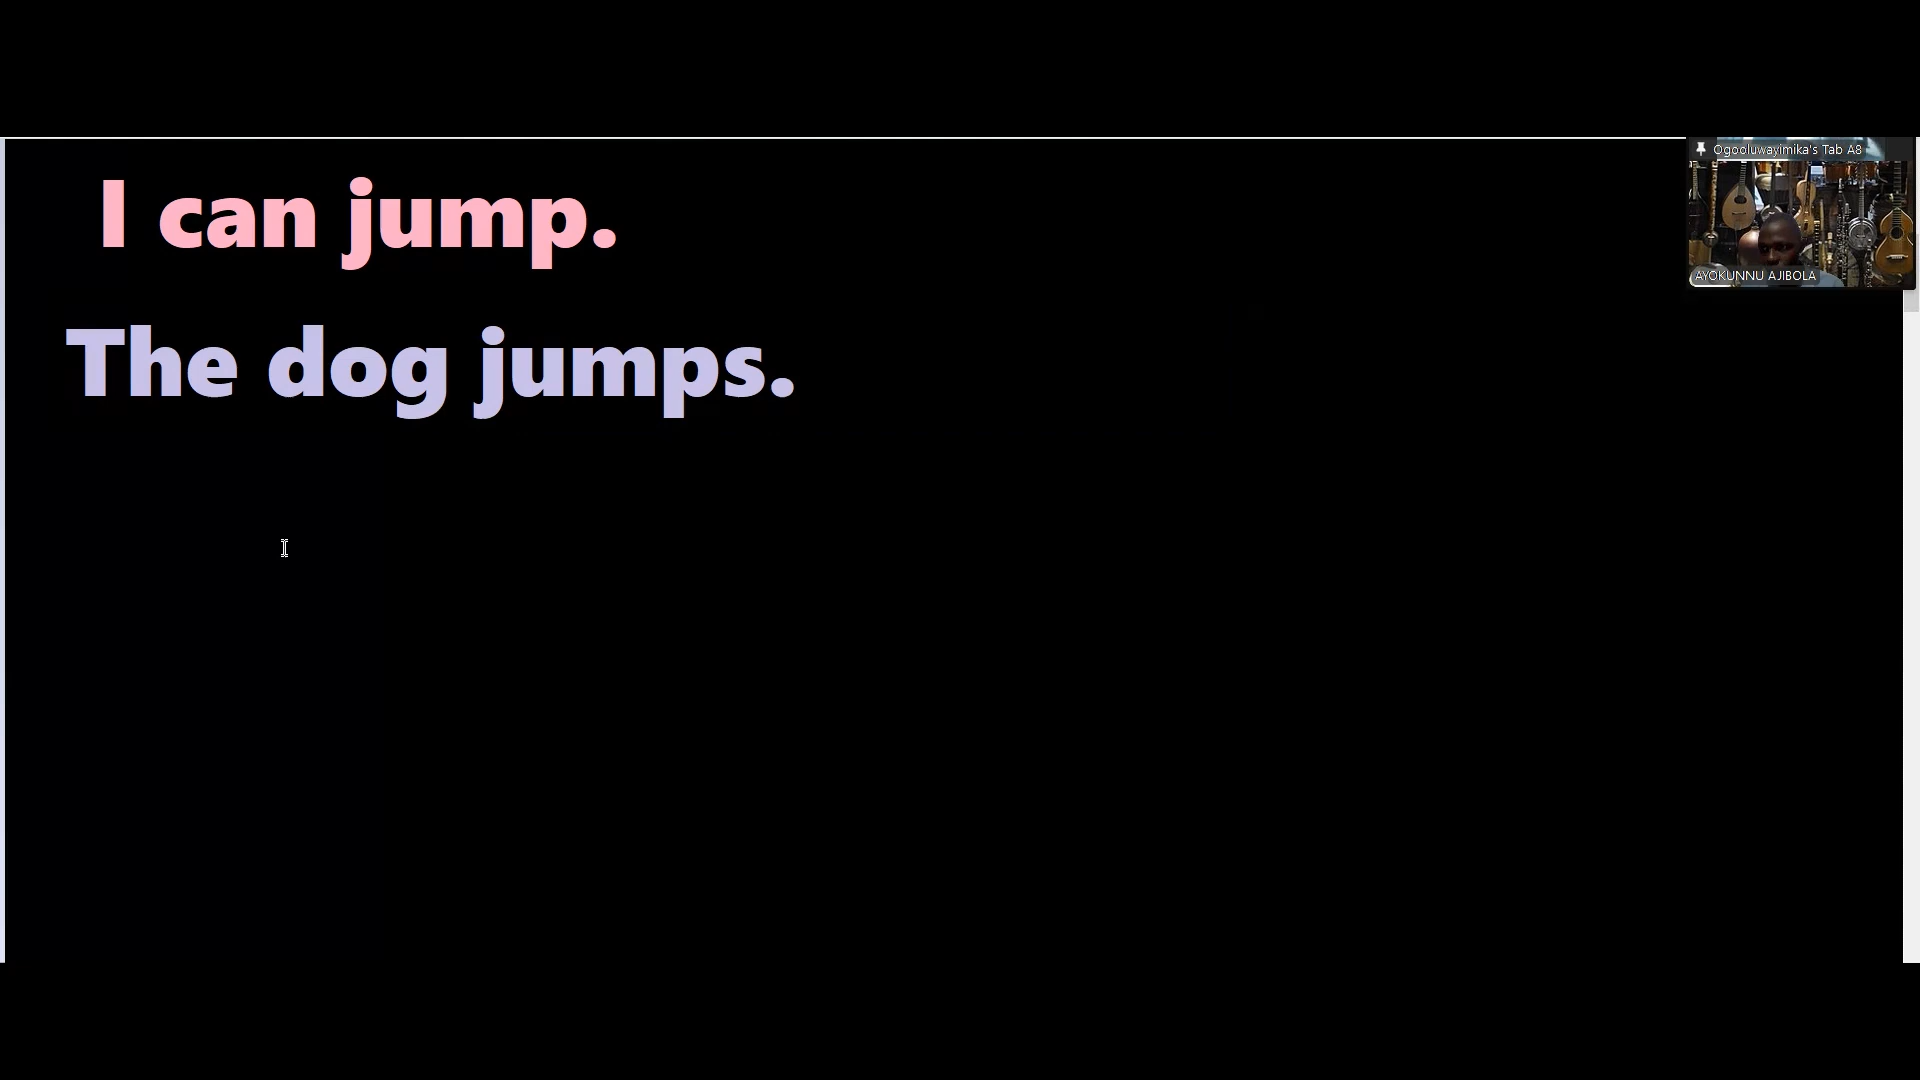 I can jump.
The dog jumps.
Ogooluwayimika's Tab A8
AYOKUNNU AJIBOLA